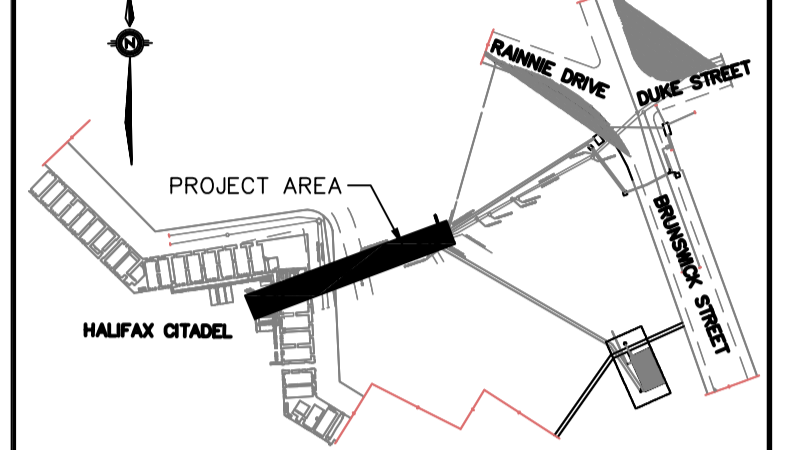 N
RAINNIE DRIVE
DUKE STREET
PROJECT AREA
BRUNSWICK STREET
HALIFAX CITADEL